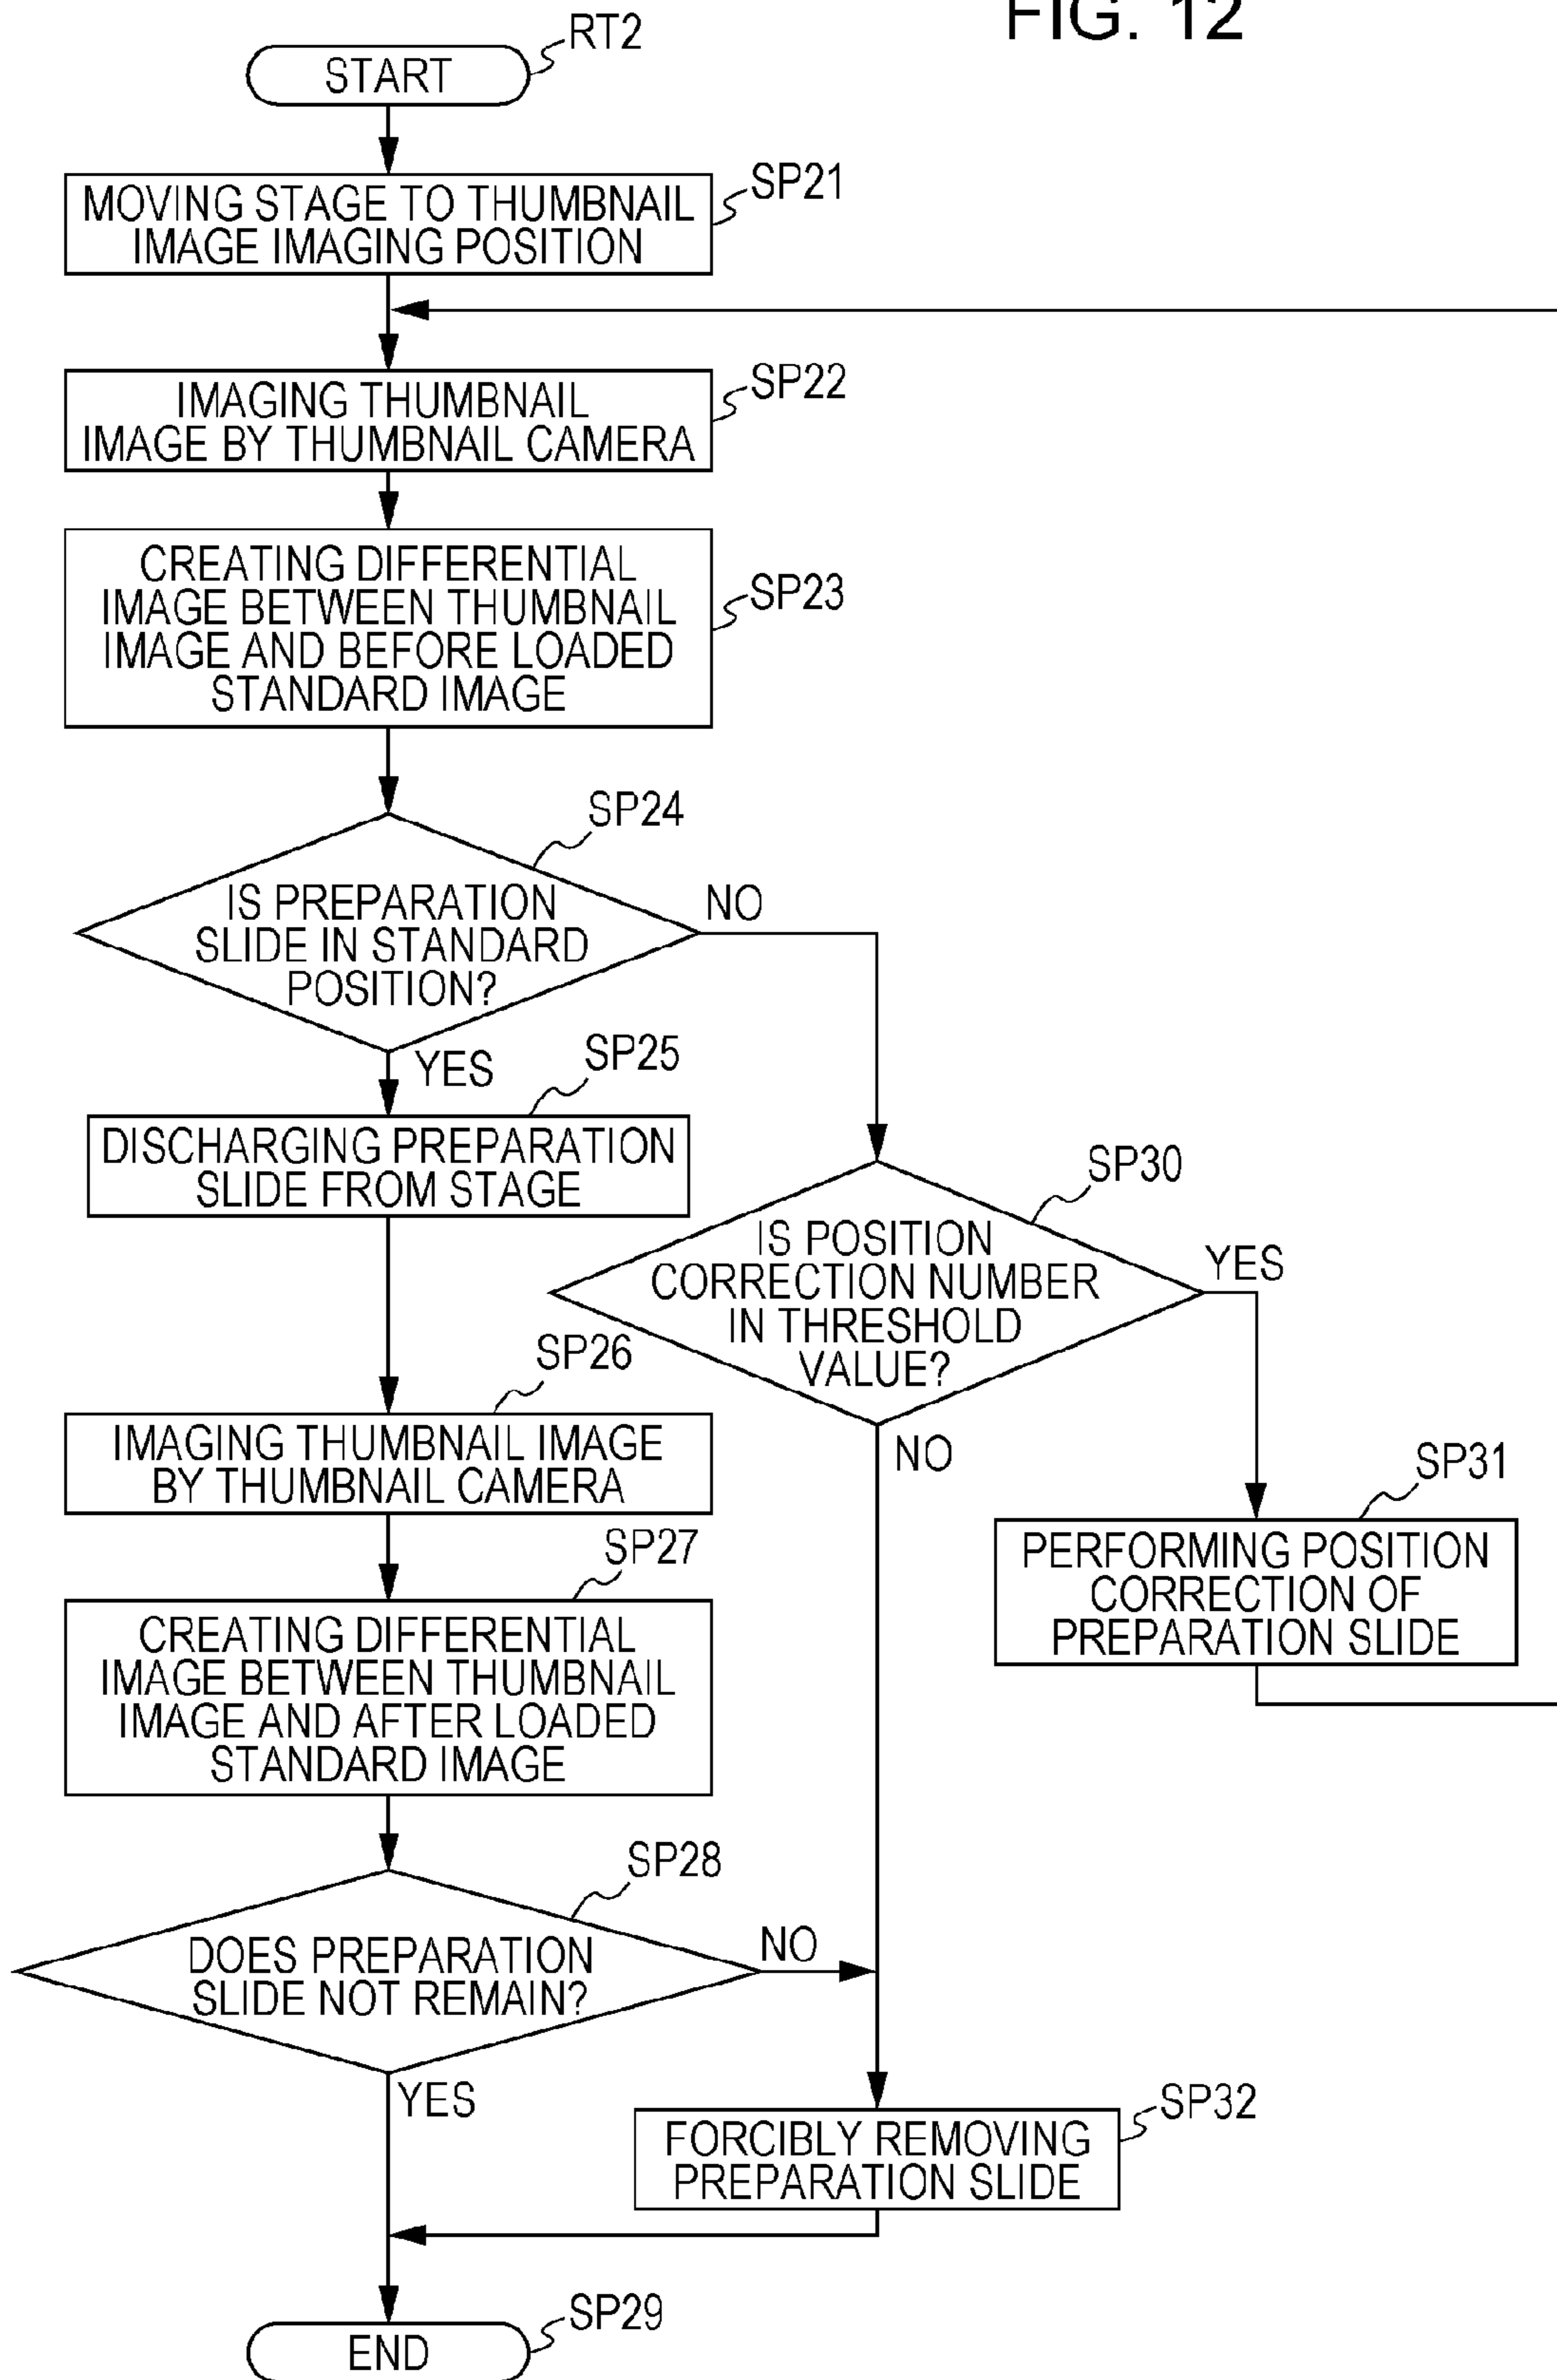 FIG. 12
START
RT2
MOVING STAGE TO THUMBNAIL
IMAGE IMAGING POSITION
SP21
IMAGING THUMBNAIL
IMAGE BY THUMBNAIL CAMERA
SP22
CREATING DIFFERENTIAL
IMAGE BETWEEN THUMBNAIL
IMAGE AND BEFORE LOADED
STANDARD IMAGE
SP23
SP24
IS PREPARATION
SLIDE IN STANDARD
POSITION?
NO
YES
SP25
DISCHARGING PREPARATION
SLIDE FROM STAGE
SP30
IS POSITION
CORRECTION NUMBER
IN THRESHOLD
VALUE?
YES
NO
SP26
IMAGING THUMBNAIL IMAGE
BY THUMBNAIL CAMERA
SP31
PERFORMING POSITION
CORRECTION OF
PREPARATION SLIDE
SP27
CREATING DIFFERENTIAL
IMAGE BETWEEN THUMBNAIL
IMAGE AND AFTER LOADED
STANDARD IMAGE
SP28
DOES PREPARATION
SLIDE NOT REMAIN?
NO
YES
SP32
FORCIBLY REMOVING
PREPARATION SLIDE
SP29
END